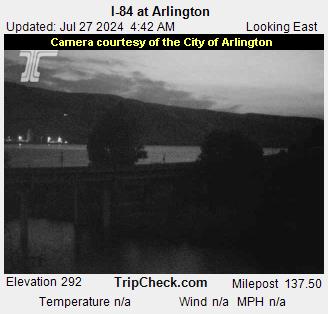 I-84 at Arlington
Updated: Jul 27 2024 4:42 AM Looking East
Camera courtesy of the City of Arlington
Elevation 292 TripCheck.com Milepost 137.50
Temperature n/a Wind n/a MPH n/a